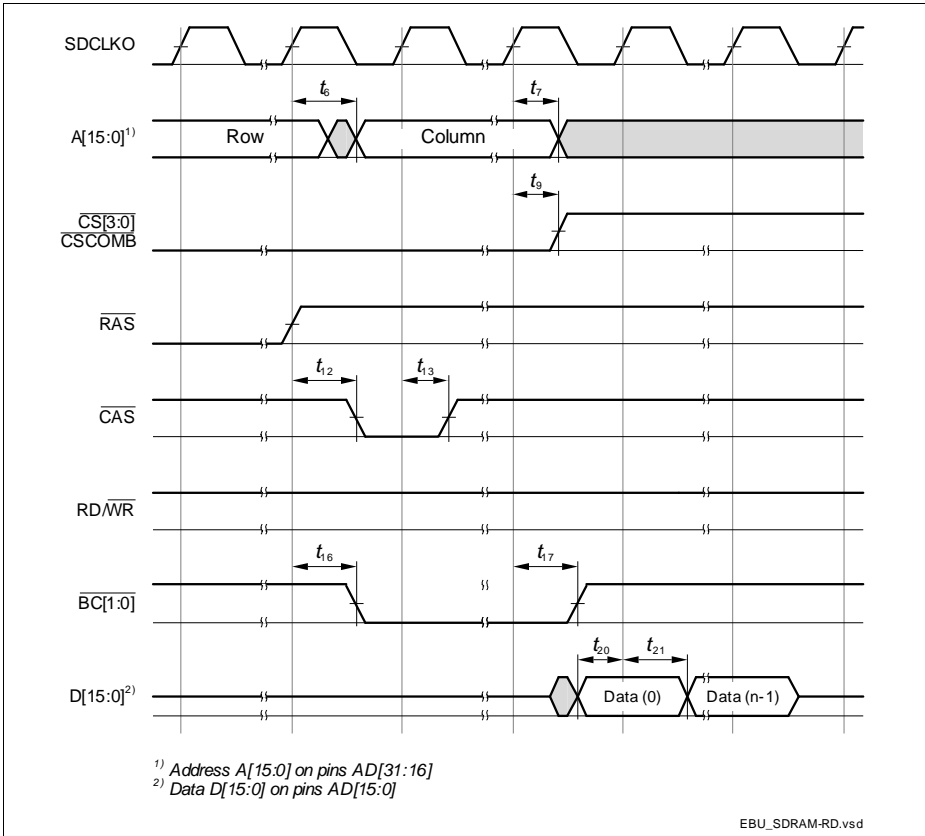 SDCLKO
t6
t7
A[15:0]1)
Row
Column
t9
CS[3:0]
CSCOMB
RAS
t12
t13
CAS
RD/WR
t16
t17
BC[1:0]
t20
t21
D[15:0]2)
Data (0)
Data (n-1)
1) Address A[15:0] on pins AD[31:16]
2) Data D[15:0] on pins AD[15:0]
EBU_SDRAM-RD.vsd